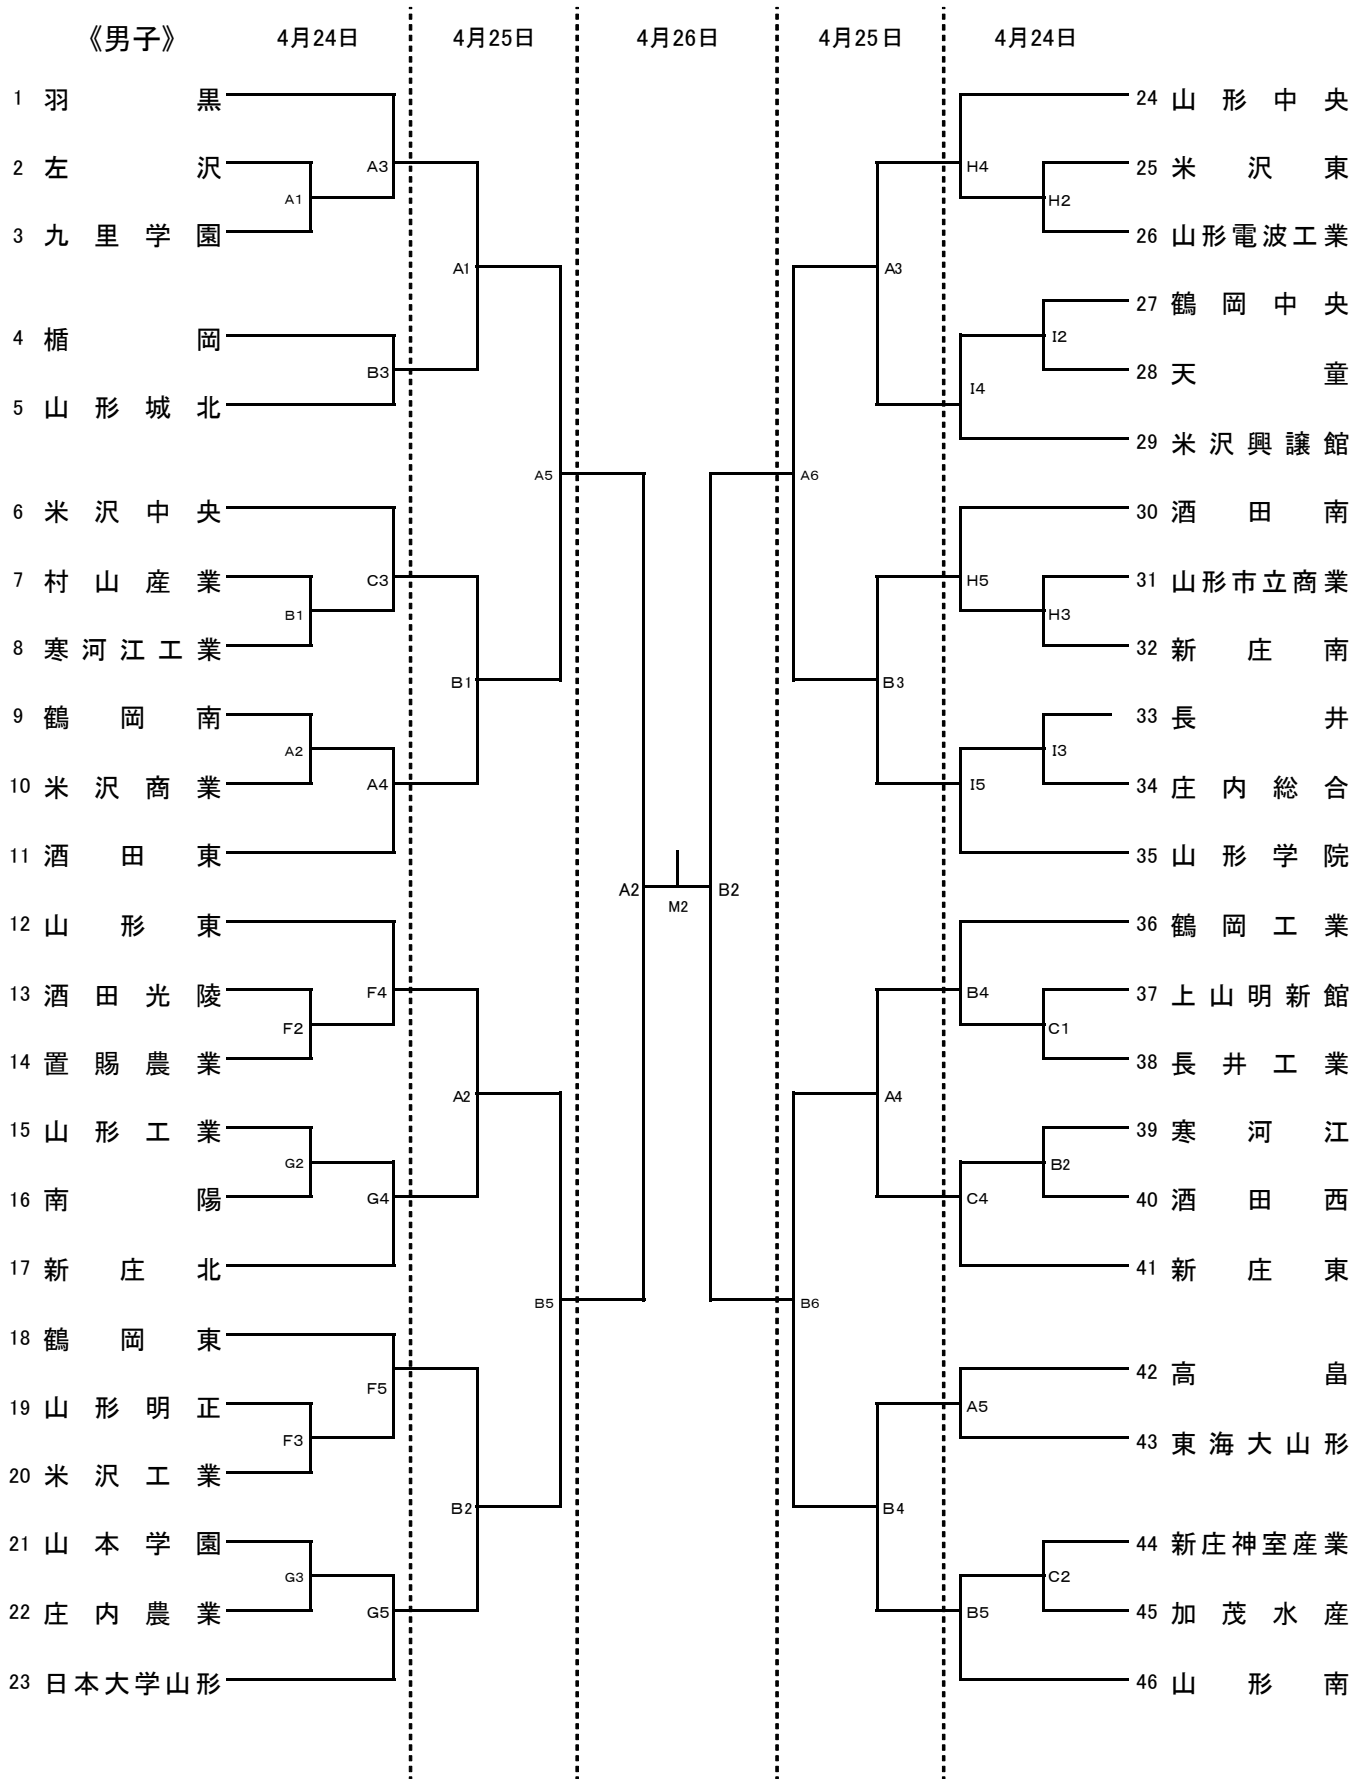 《男子》 4月24日 4月25日 4月26日 4月25日 4月24日
1 羽黒
2 左沢
3 九里学園
4 楯岡
5 山形城北
6 米沢中央
7 村山産業
8 寒河江工業
9 鶴岡南
10 米沢商業
11 酒田東
12 山形東
13 酒田光陵
14 置賜農業
15 山形工業
16 南陽
17 新庄北
18 鶴岡東
19 山形明正
20 米沢工業
21 山本学園
22 庄内農業
23 日本大学山形
A3
A1
B3
C3
B1
A2
A4
F4
F2
G2
G4
F5
F3
G3
G5
A1
B1
A2
B2
A5
B5
A2
M2
B2
A6
B6
A3
B3
A4
B4
H4
H2
I2
I4
H5
H3
I3
I5
B4
C1
B2
C4
A5
C2
B5
24 山形中央
25 米沢東
26 山形電波工業
27 鶴岡中央
28 天童
29 米沢興譲館
30 酒田南
31 山形市立商業
32 新庄南
33 長井
34 庄内総合
35 山形学院
36 鶴岡工業
37 上山明新館
38 長井工業
39 寒河江
40 酒田西
41 新庄東
42 高畠
43 東海大山形
44 新庄神室産業
45 加茂水産
46 山形南